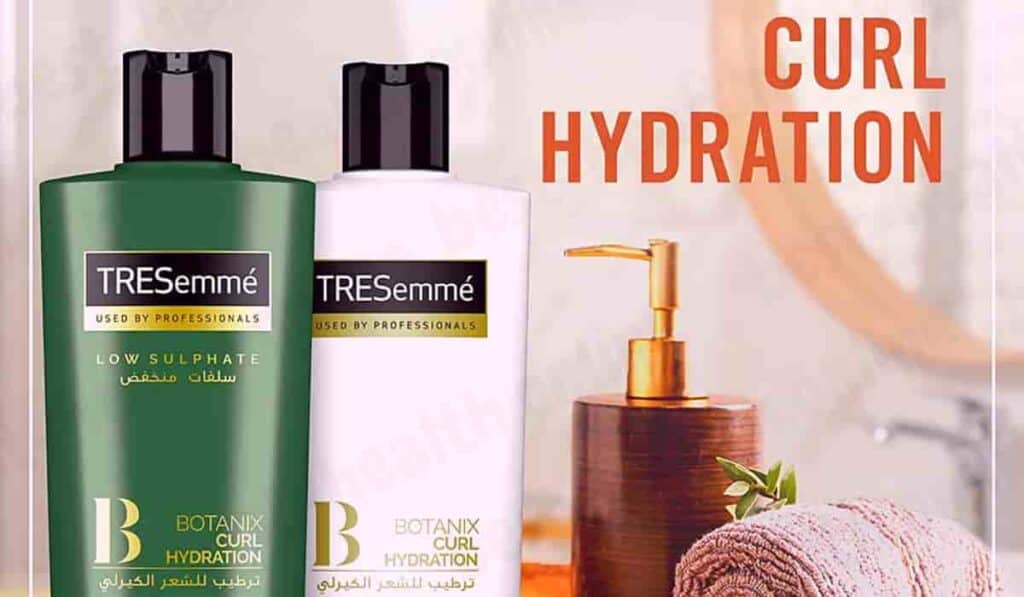 CURL
HYDRATION
TRESemmé
USED BY PROFESSIONALS
LOW SULPHATE
سلفات منخفض
B
BOTANIX
CURL
HYDRATION
ترطيب للشعر الكيرلي
TRESemmé
USED BY PROFESSIONALS
B
BOTANIX
CURL
HYDRATION
ترطيب للشعر الكيرلي